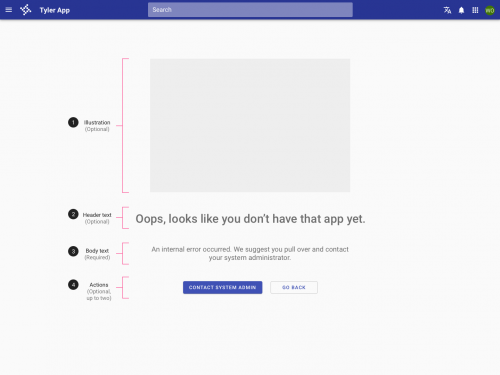 Tyler App
Search
WO
1 Illustration
(Optional)
2 Header text
(Optional)
Oops, looks like you don't have that app yet.
3 Body text
(Required)
An internal error occurred. We suggest you pull over and contact
your system administrator.
4 Actions
(Optional,
up to two)
CONTACT SYSTEM ADMIN
GO BACK